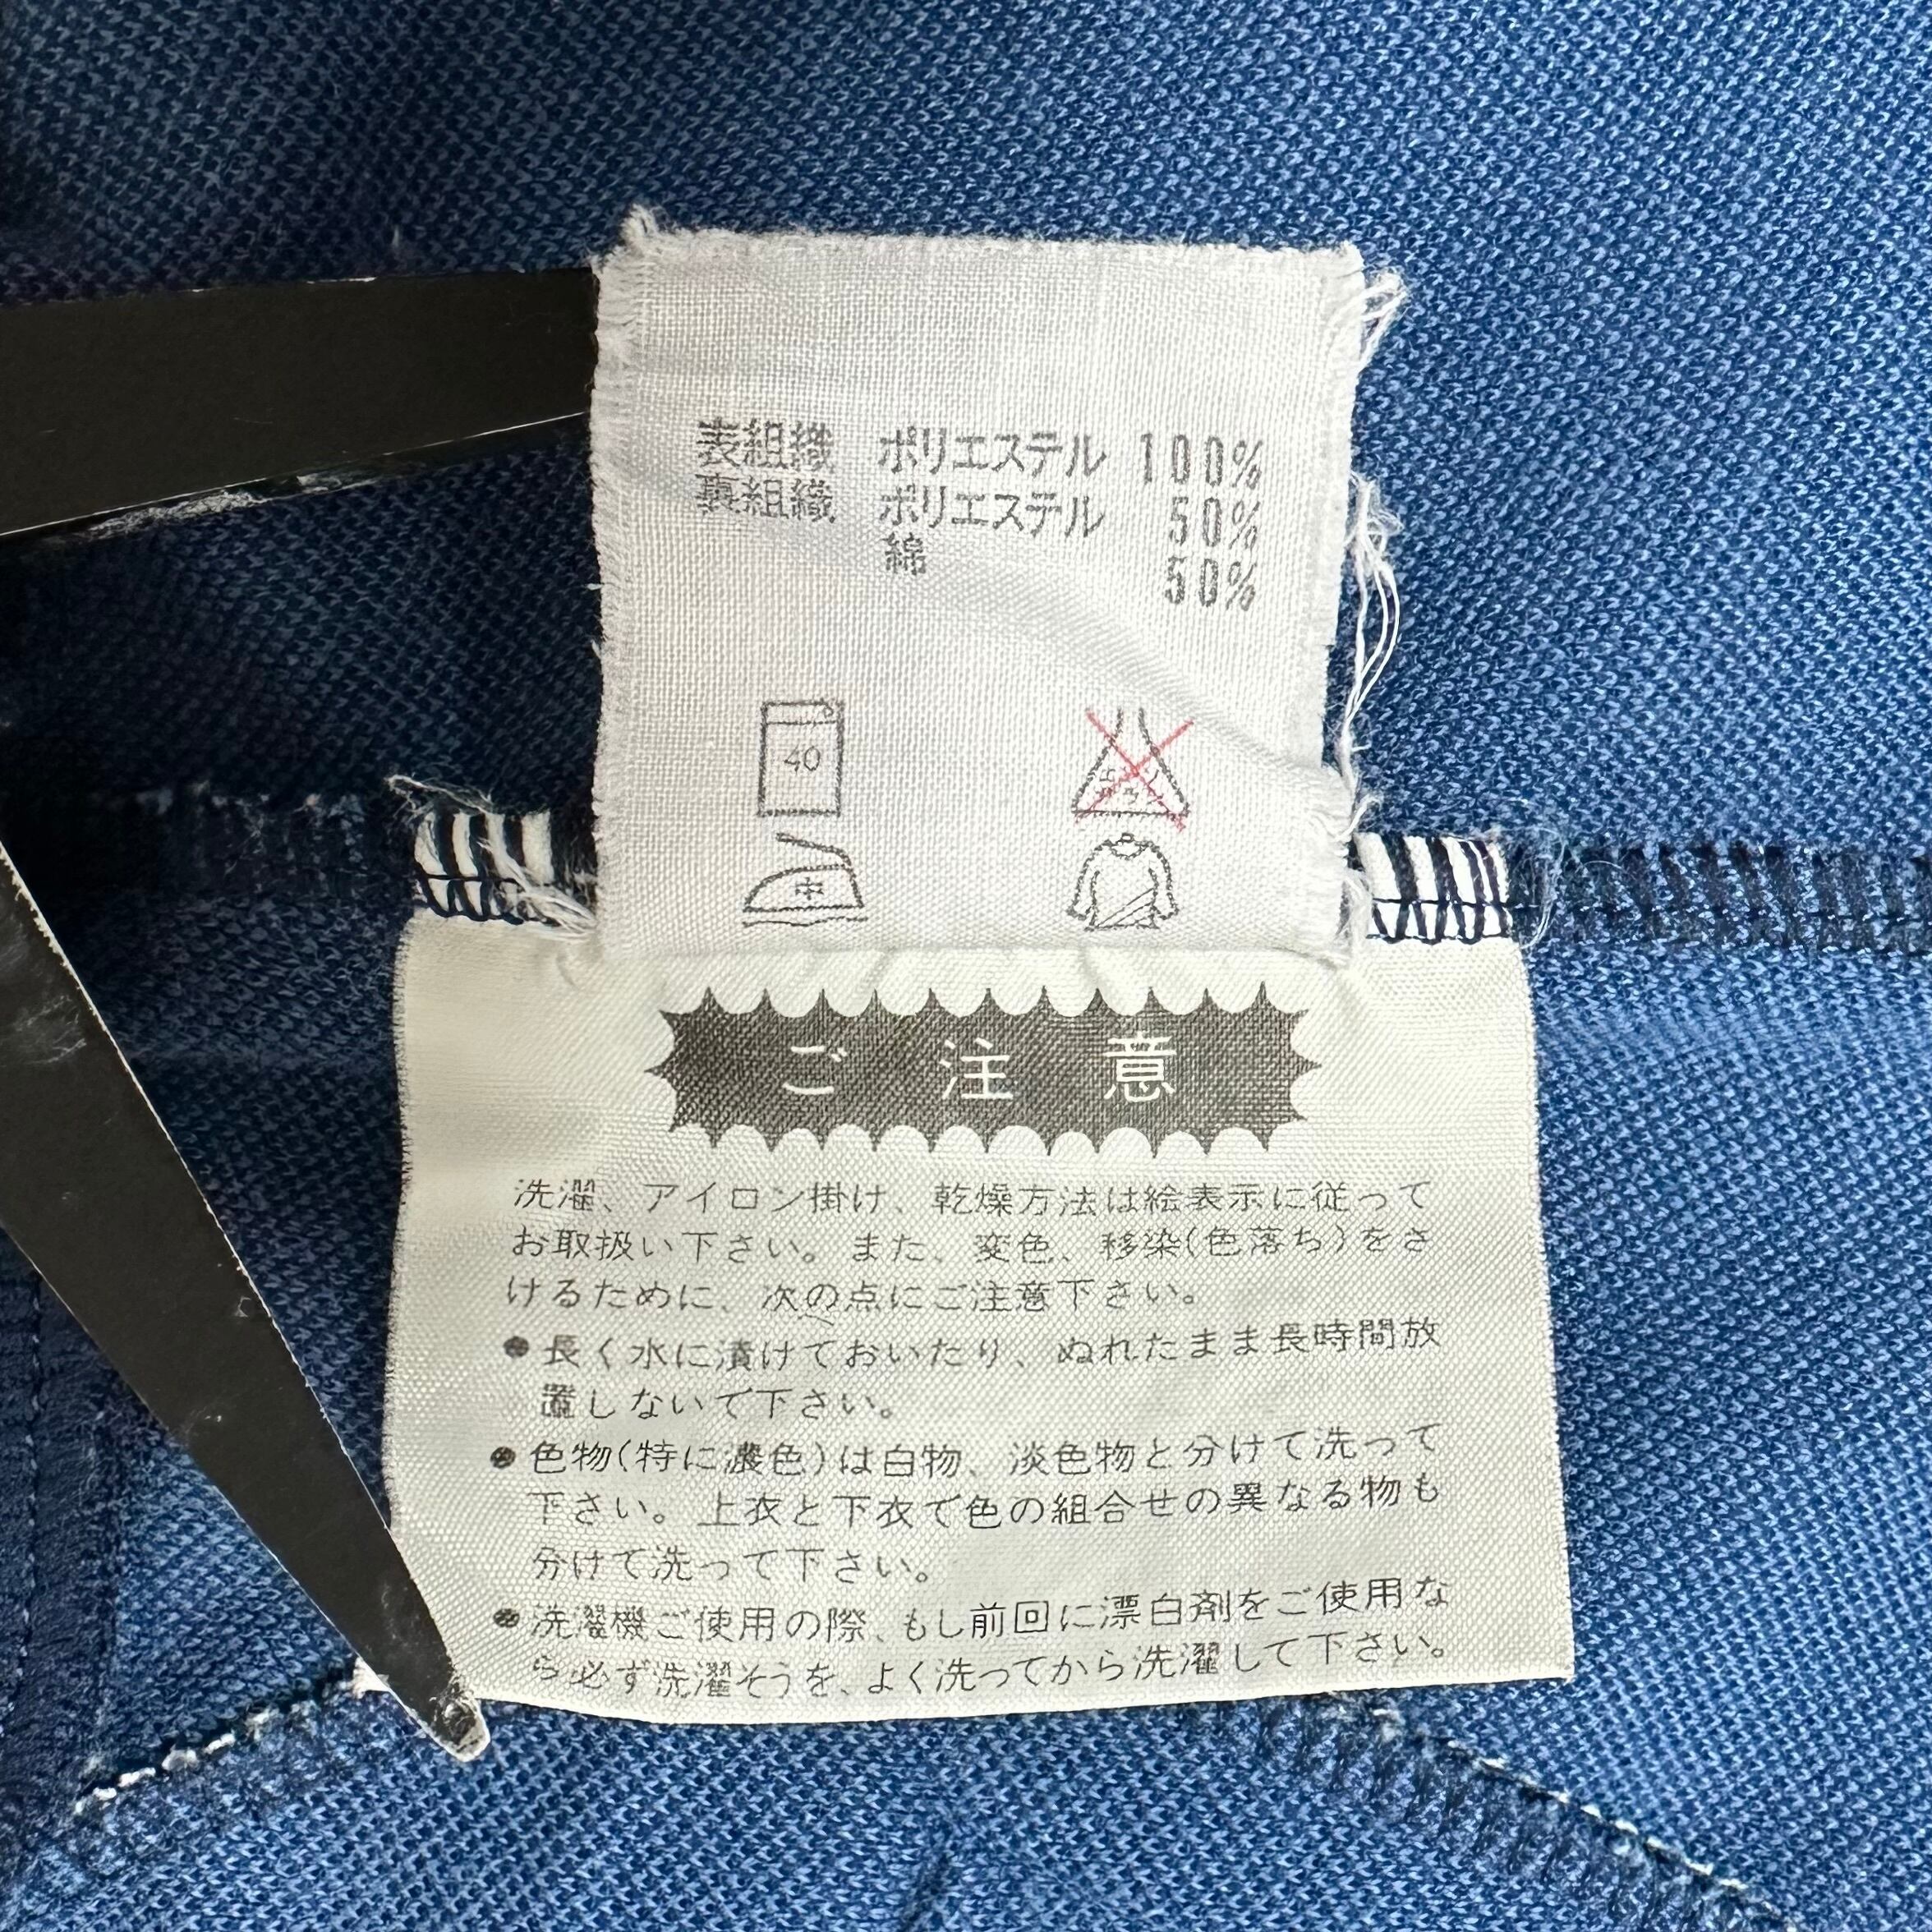 表組織 ポリエステル 100%
裏組織 ポリエステル 50%
綿 50%
40
エンソ
サラシ
中
ご注意
洗濯、アイロン掛け、乾燥方法は絵表示に従って
お取扱い下さい。また、変色、移染(色落ち)をさ
けるために、次の点にご注意下さい。
●長く水に漬けておいたり、ぬれたまま長時間放
置しないで下さい。
●色物(特に濃色)は白物、淡色物と分けて洗って
下さい。上衣と下衣で色の組合せの異なる物も
分けて洗って下さい。
●洗濯機ご使用の際、もし前回に漂白剤をご使用な
ら必ず洗濯そうを、よく洗ってから洗濯して下さい。